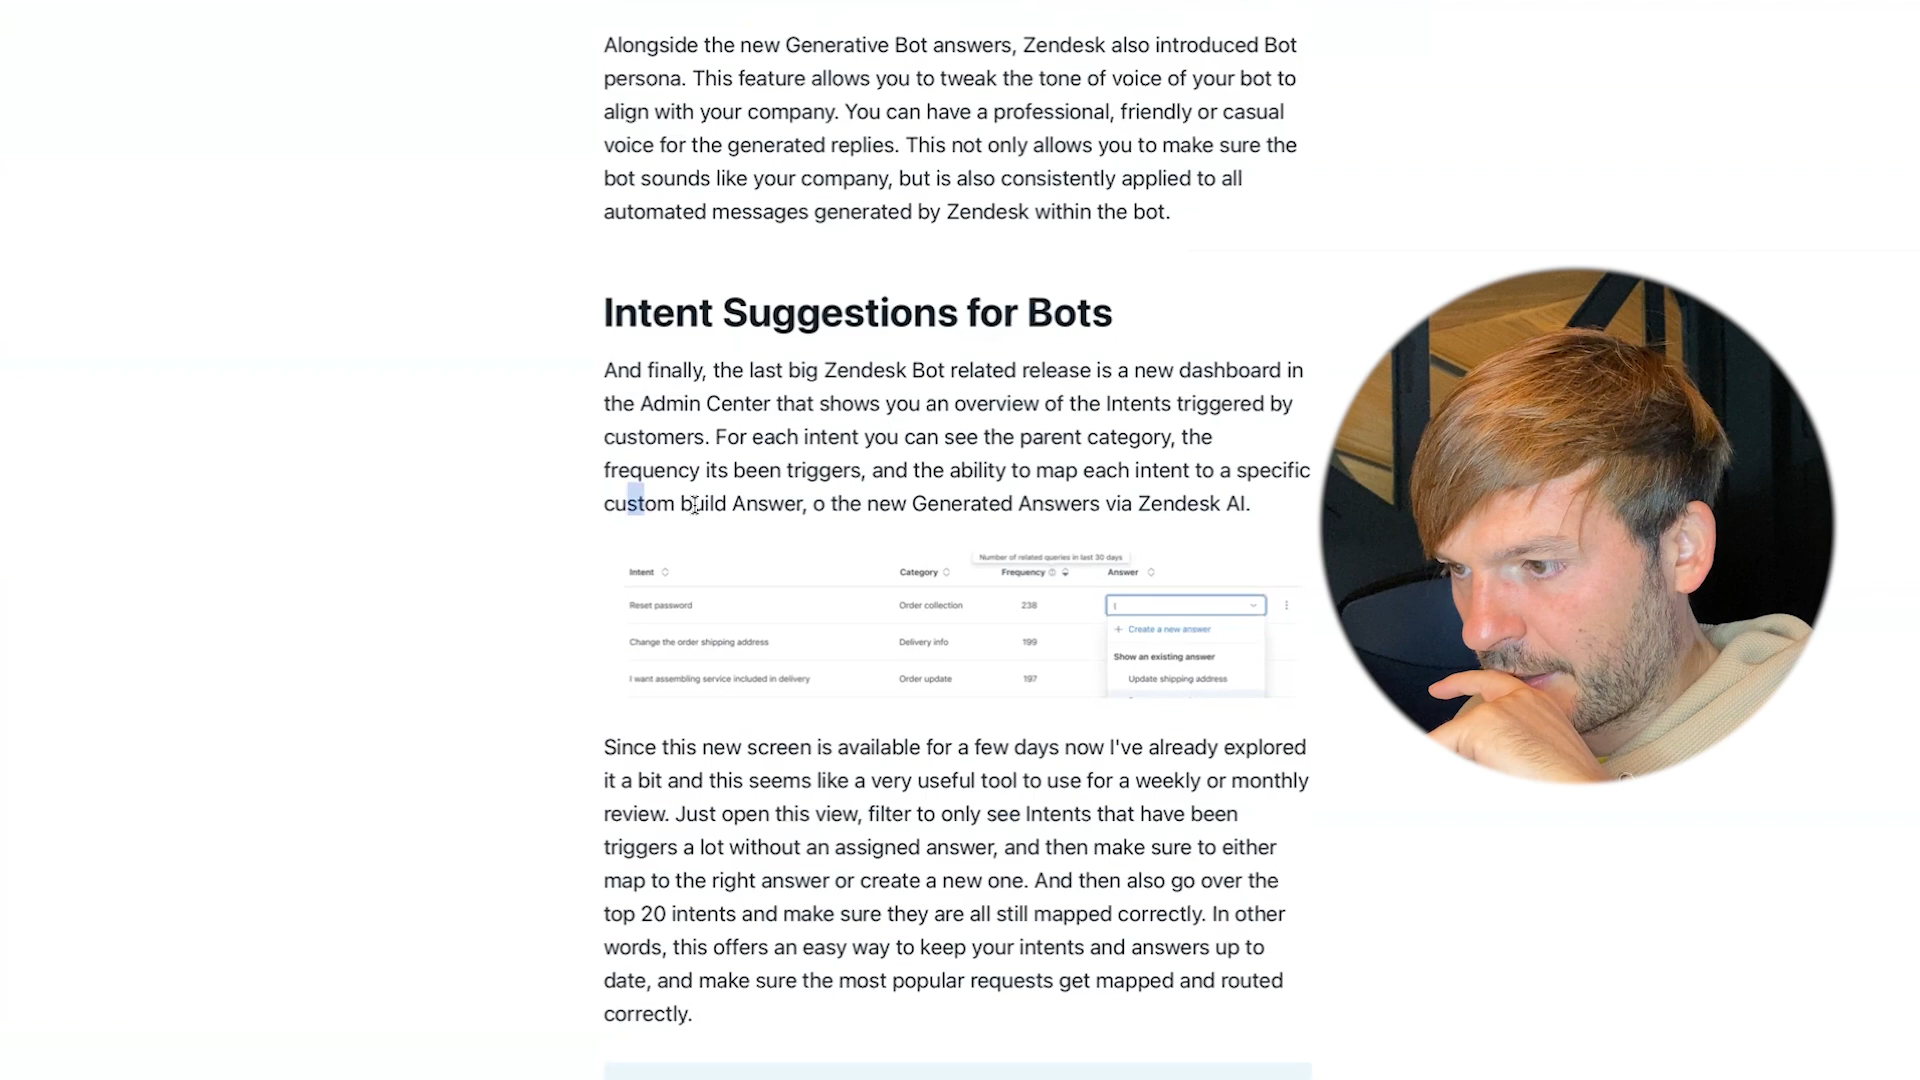 Alongside the new Generative Bot answers, Zendesk also introduced Bot
persona. This feature allows you to tweak the tone of voice of your bot to
align with your company. You can have a professional, friendly or casual
voice for the generated replies. This not only allows you to make sure the
bot sounds like your company, but is also consistently applied to all
automated messages generated by Zendesk within the bot.
Intent Suggestions for Bots
And finally, the last big Zendesk Bot related release is a new dashboard in
the Admin Center that shows you an overview of the Intents triggered by
customers. For each intent you can see the parent category, the
frequency its been triggers, and the ability to map each intent to a specific
custom build Answer, o the new Generated Answers via Zendesk AI.
Number of related queries in last 30 days
Intent Category Frequency Answer
Reset password Order collection 238
+ Create a new answer
Change the order shipping address Delivery info 199
Show an existing answer
I want assembling service included in delivery Order update 197 Update shipping address
Since this new screen is available for a few days now I've already explored
it a bit and this seems like a very useful tool to use for a weekly or monthly
review. Just open this view, filter to only see Intents that have been
triggers a lot without an assigned answer, and then make sure to either
map to the right answer or create a new one. And then also go over the
top 20 intents and make sure they are all still mapped correctly. In other
words, this offers an easy way to keep your intents and answers up to
date, and make sure the most popular requests get mapped and routed
correctly.